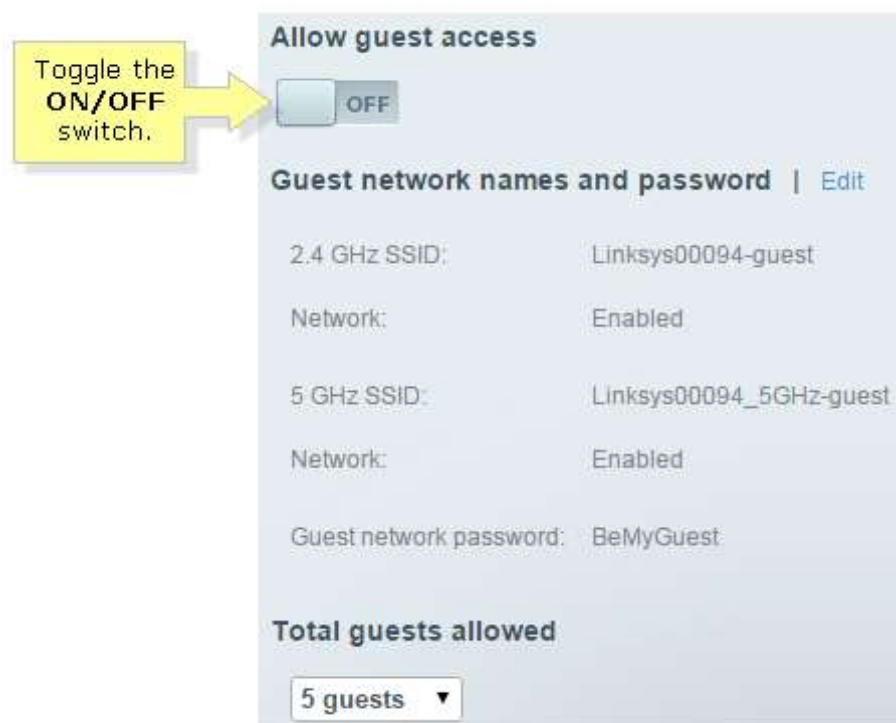 Allow guest access
Toggle the
ON/OFF
switch.
OFF
Guest network names and password | Edit
2.4 GHz SSID: Linksys00094-guest
Network: Enabled
5 GHz SSID: Linksys00094_5GHz-guest
Network: Enabled
Guest network password: BeMyGuest
Total guests allowed
5 guests